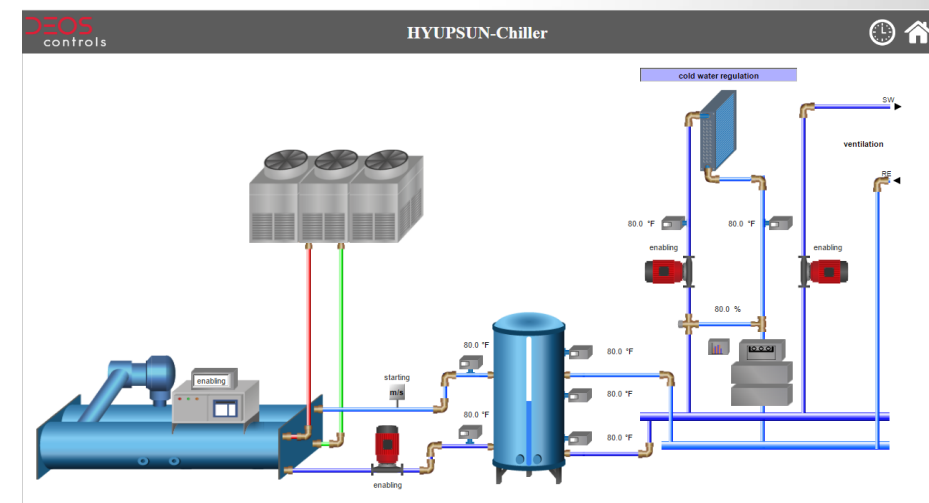 DEOS
controls
HYUPSUN-Chiller
cold water regulation
SW
ventilation
RE
80.0 °F
80.0 °F
enabling
enabling
80.0 %
80.0 °F
80.0 °F
starting
m/s
enabling
80.0 °F
80.0 °F
80.0 °F
enabling